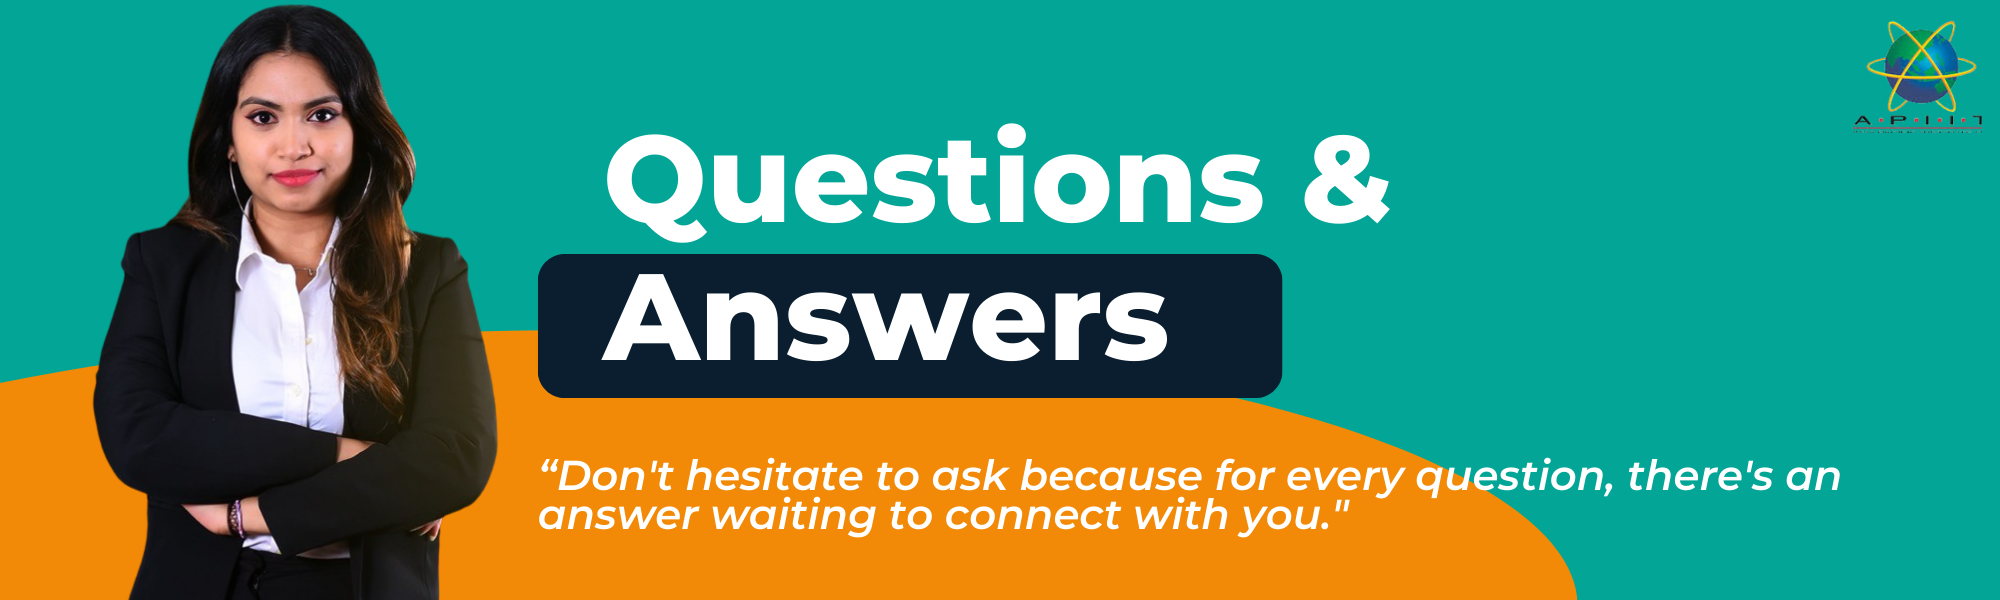 Questions &
Answers
“Don't hesitate to ask because for every question, there's an
answer waiting to connect with you."
A·P·I·I·T